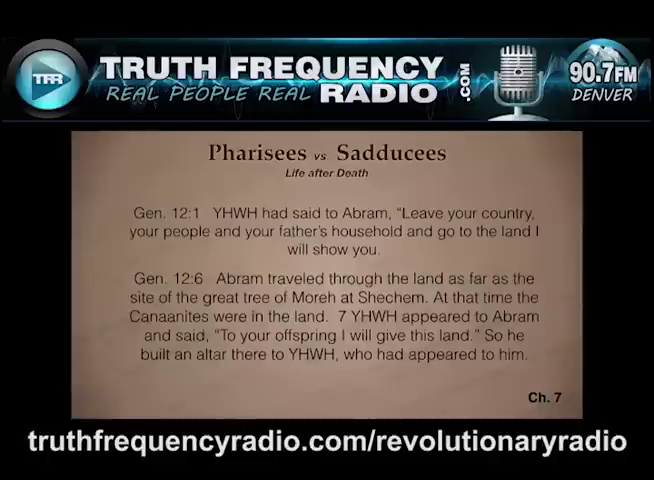 TFR
TRUTH FREQUENCY
.COM
REAL PEOPLE REAL RADIO
90.7FM
DENVER
Pharisees vs Sadducees
Life after Death
Gen. 12:1 YHWH had said to Abram, “Leave your country,
your people and your father’s household and go to the land I
will show you.
Gen. 12:6 Abram traveled through the land as far as the
site of the great tree of Moreh at Shechem. At that time the
Canaanites were in the land. 7 YHWH appeared to Abram
and said, “To your offspring I will give this land.” So he
built an altar there to YHWH, who had appeared to him.
Ch. 7
truthfrequencyradio.com/revolutionaryradio